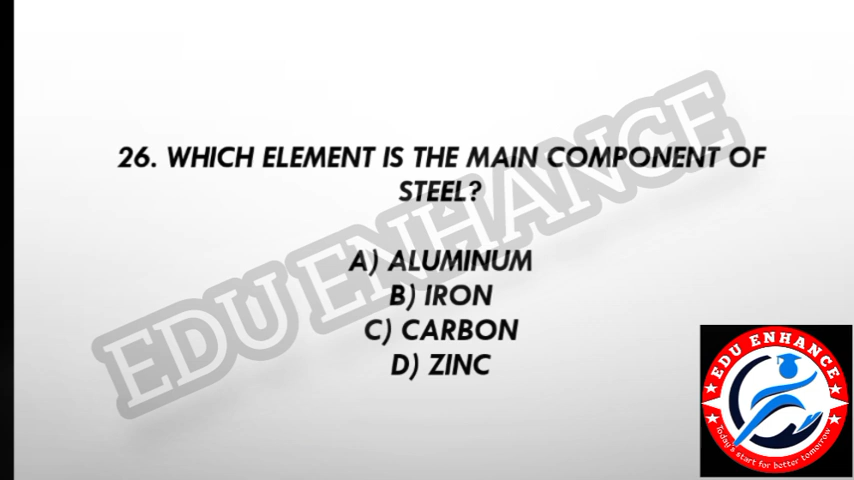 26. WHICH ELEMENT IS THE MAIN COMPONENT OF
STEEL?
A) ALUMINUM
B) IRON
C) CARBON
D) ZINC
EDU ENHANCE
EDU ENHANCE
Today's start for better tomorrow